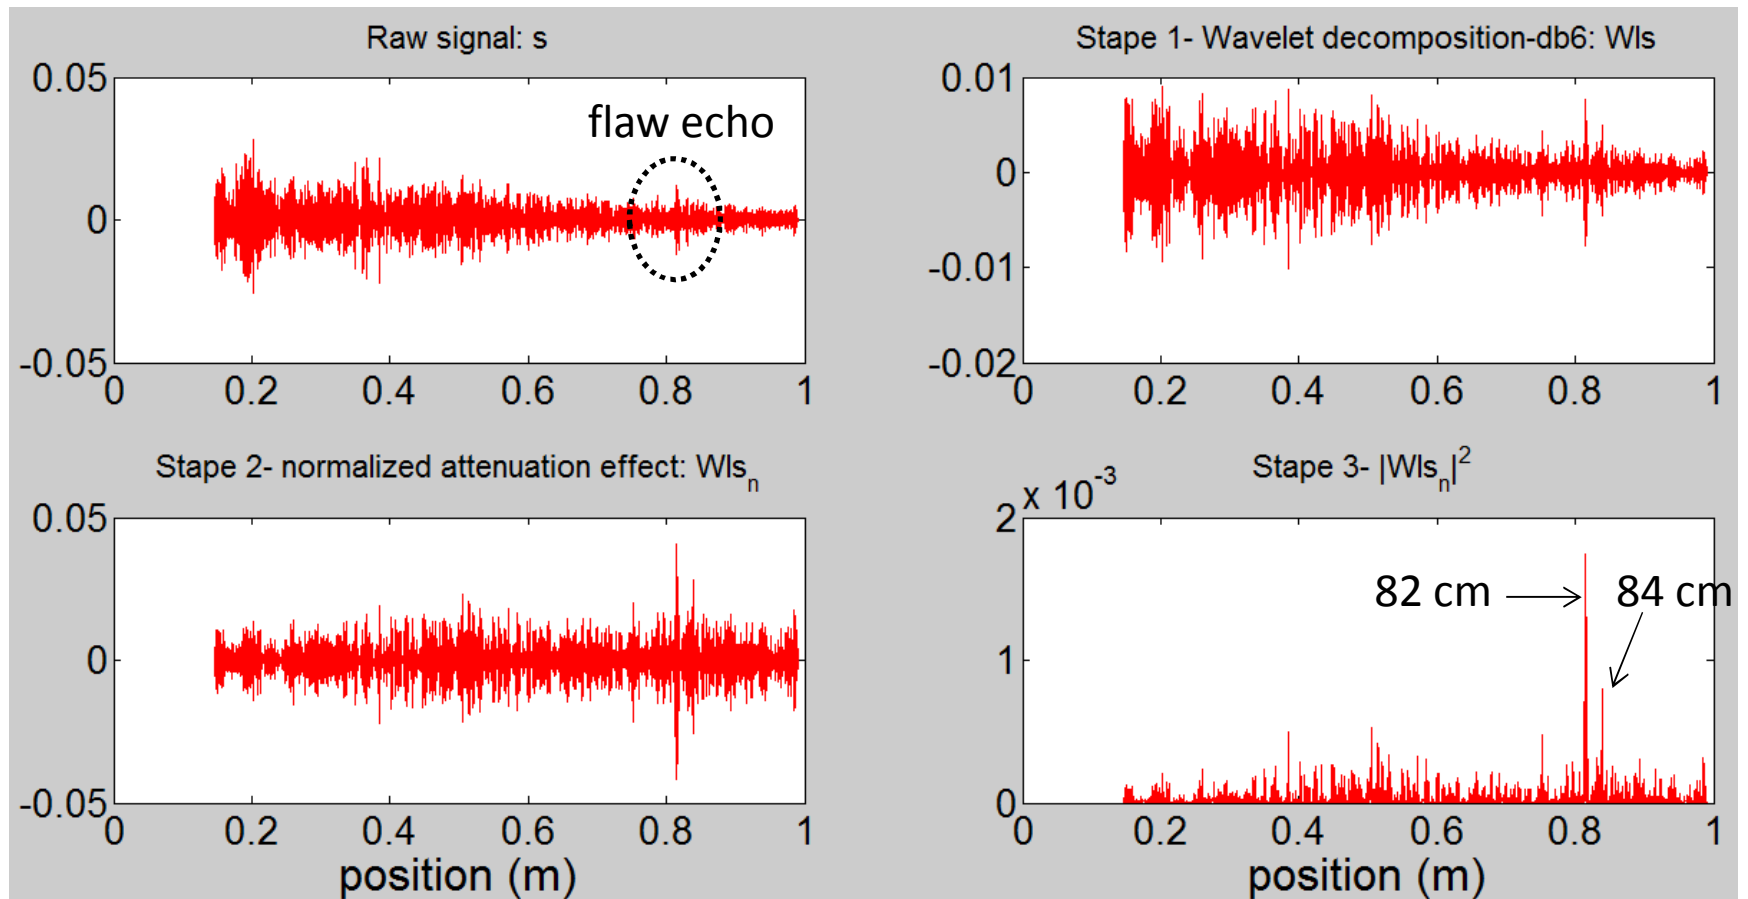 Raw signal: s
0.05
0
-0.05
0 0.2 0.4 0.6 0.8 1
flaw echo
Stape 1- Wavelet decomposition-db6: Wls
0.01
0
-0.01
-0.02
0 0.2 0.4 0.6 0.8 1
Stape 2- normalized attenuation effect: Wls_n
0.05
0
-0.05
0 0.2 0.4 0.6 0.8 1
position (m)
Stape 3- |Wls_n|^2
x 10^-3
2
1
0
82 cm
84 cm
0 0.2 0.4 0.6 0.8 1
position (m)